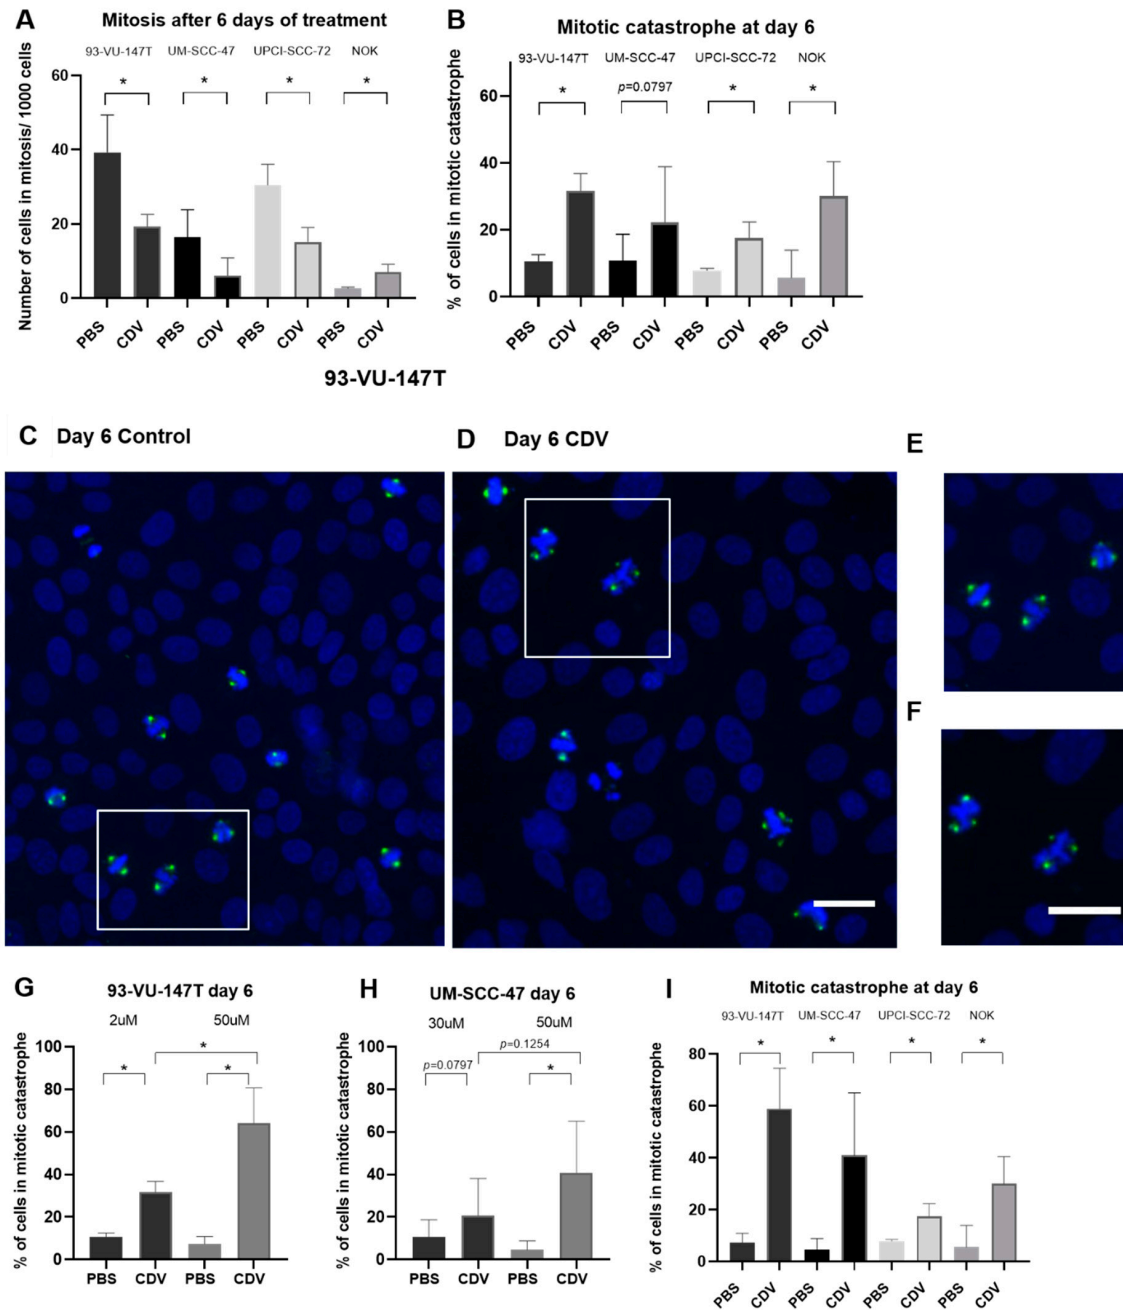 A
Mitosis after 6 days of treatment
93-VU-147T UM-SCC-47 UPCI-SCC-72 NOK
Number of cells in mitosis/ 1000 cells
60
40
20
0
* * * *
PBS CDV PBS CDV PBS CDV PBS CDV
B
Mitotic catastrophe at day 6
93-VU-147T UM-SCC-47 UPCI-SCC-72 NOK
% of cells in mitotic catastrophe
60
40
20
0
* p=0.0797 * *
PBS CDV PBS CDV PBS CDV PBS CDV
93-VU-147T
C Day 6 Control
D Day 6 CDV
E
F
G
93-VU-147T day 6
2uM 50uM
% of cells in mitotic catastrophe
100
80
60
40
20
0
*
* *
PBS CDV PBS CDV
H
UM-SCC-47 day 6
30uM 50uM
% of cells in mitotic catastrophe
100
80
60
40
20
0
p=0.1254
p=0.0797 *
PBS CDV PBS CDV
I
Mitotic catastrophe at day 6
93-VU-147T UM-SCC-47 UPCI-SCC-72 NOK
% of cells in mitotic catastrophe
80
60
40
20
0
* * * *
PBS CDV PBS CDV PBS CDV PBS CDV